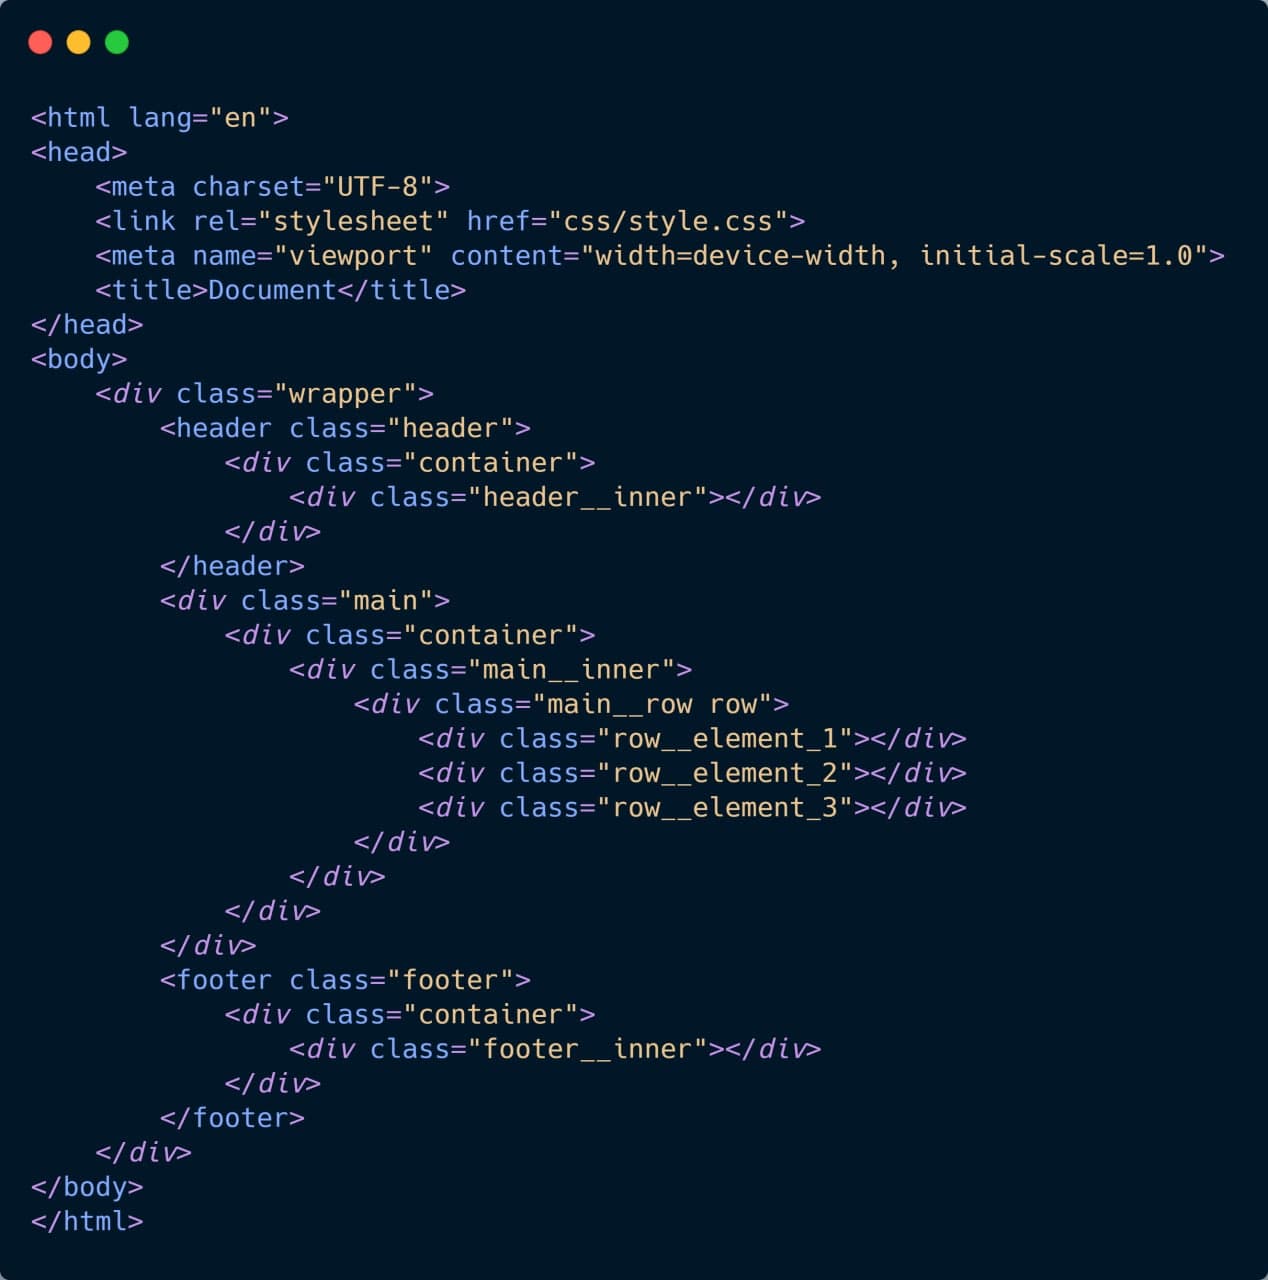 <html lang="en">
<head>
    <meta charset="UTF-8">
    <link rel="stylesheet" href="css/style.css">
    <meta name="viewport" content="width=device-width, initial-scale=1.0">
    <title>Document</title>
</head>
<body>
    <div class="wrapper">
        <header class="header">
            <div class="container">
                <div class="header__inner"></div>
            </div>
        </header>
        <div class="main">
            <div class="container">
                <div class="main__inner">
                    <div class="main__row row">
                        <div class="row__element_1"></div>
                        <div class="row__element_2"></div>
                        <div class="row__element_3"></div>
                    </div>
                </div>
            </div>
        </div>
        <footer class="footer">
            <div class="container">
                <div class="footer__inner"></div>
            </div>
        </footer>
    </div>
</body>
</html>